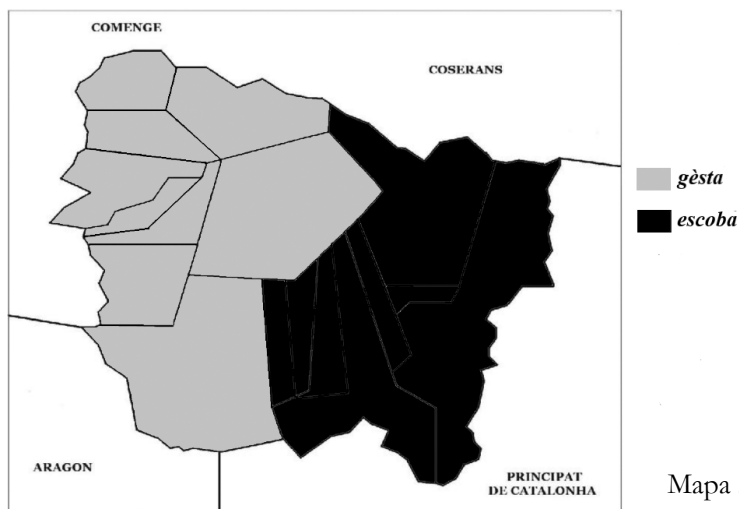 COMENGE
COSERANS
gèsta
escoba
ARAGON
PRINCIPAT
DE CATALONHA
Mapa